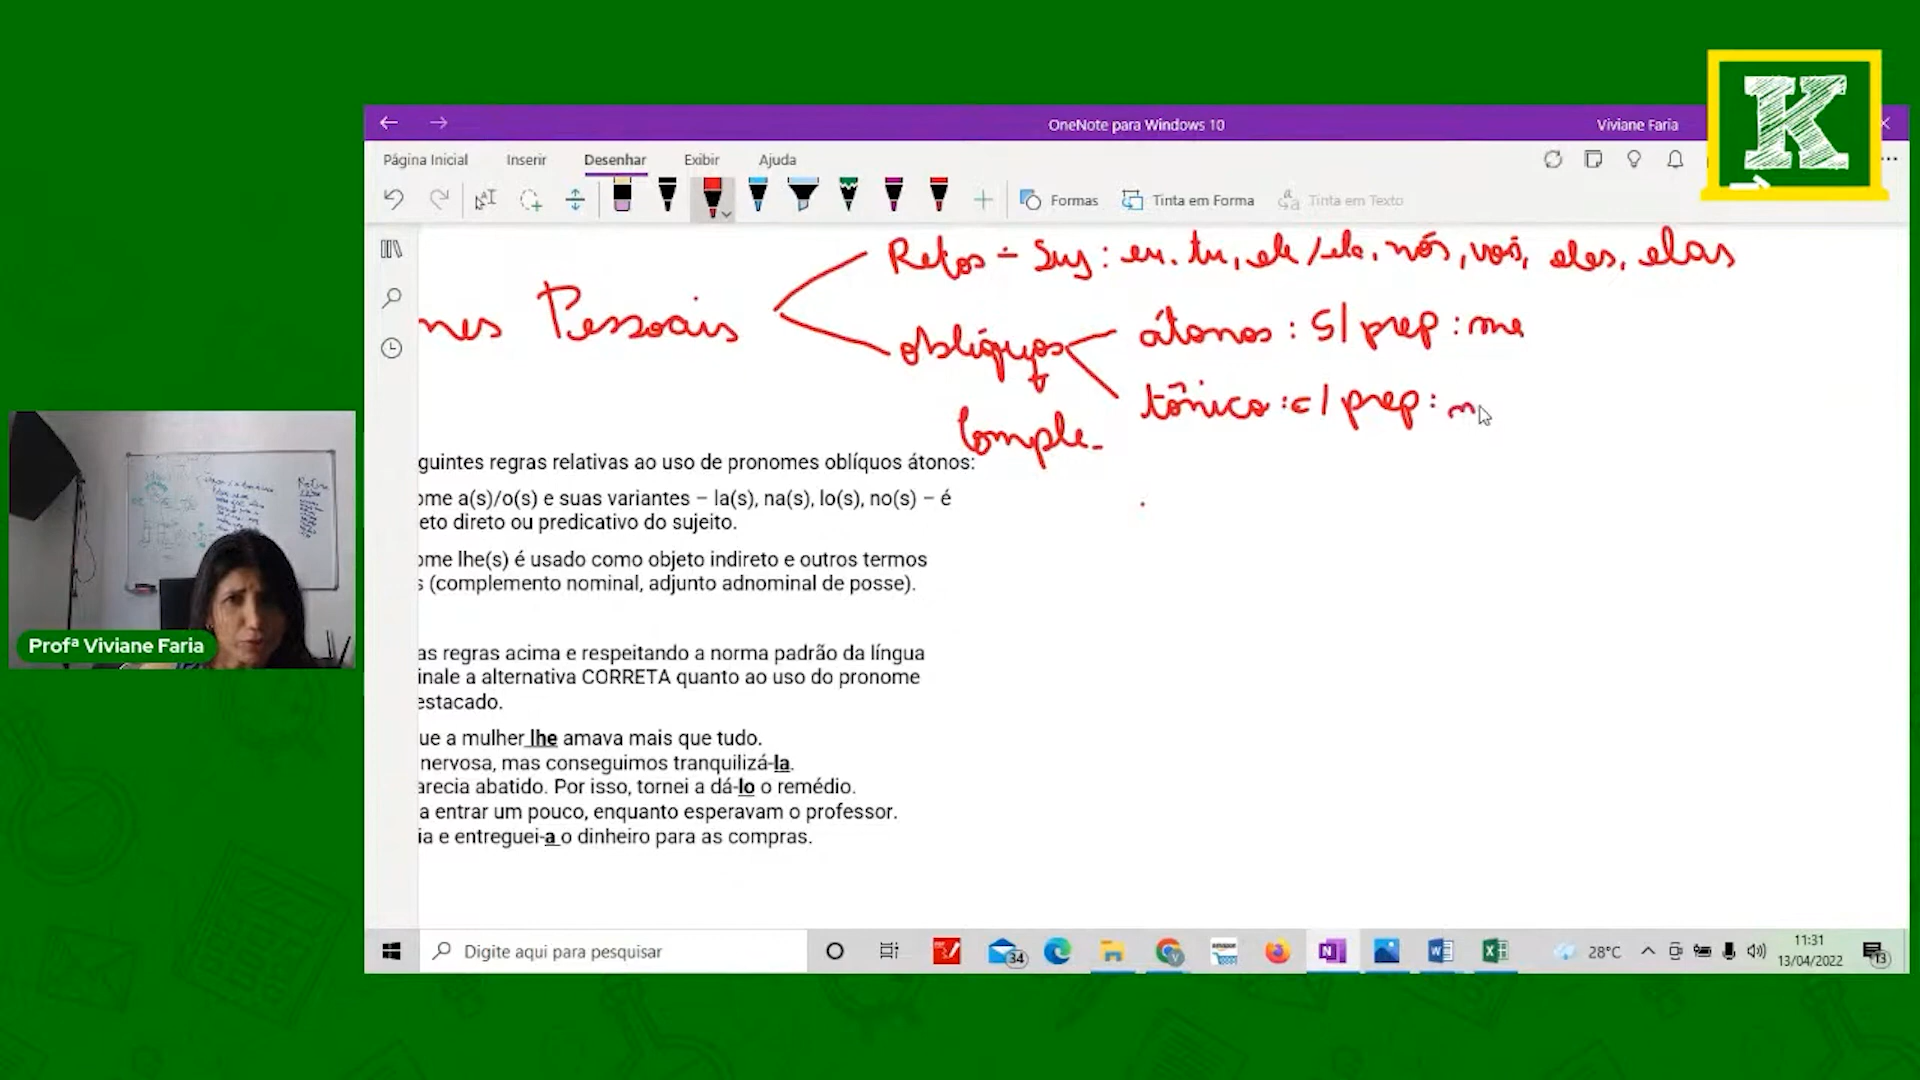 K
OneNote para Windows 10
Viviane Faria
Página Inicial Inserir Desenhar Exibir Ajuda
Formas Tinta em Forma Tinta em Texto
Retos - Suj: eu, tu, ele/ela, nós, vós, eles, elas
nes Pessoais
oblíquos
átonos: S/ prep: me
tônico: c/ prep: m
Comple-
guintes regras relativas ao uso de pronomes oblíquos átonos:
ome a(s)/o(s) e suas variantes – la(s), na(s), lo(s), no(s) – é
eto direto ou predicativo do sujeito.
ome lhe(s) é usado como objeto indireto e outros termos
s (complemento nominal, adjunto adnominal de posse).
as regras acima e respeitando a norma padrão da língua
inale a alternativa CORRETA quanto ao uso do pronome
estacado.
ue a mulher lhe amava mais que tudo.
nervosa, mas conseguimos tranquilizá-la.
arecia abatido. Por isso, tornei a dá-lo o remédio.
a entrar um pouco, enquanto esperavam o professor.
ia e entreguei-a o dinheiro para as compras.
Profª Viviane Faria
Digite aqui para pesquisar
34
28°C
11:31
13/04/2022
13